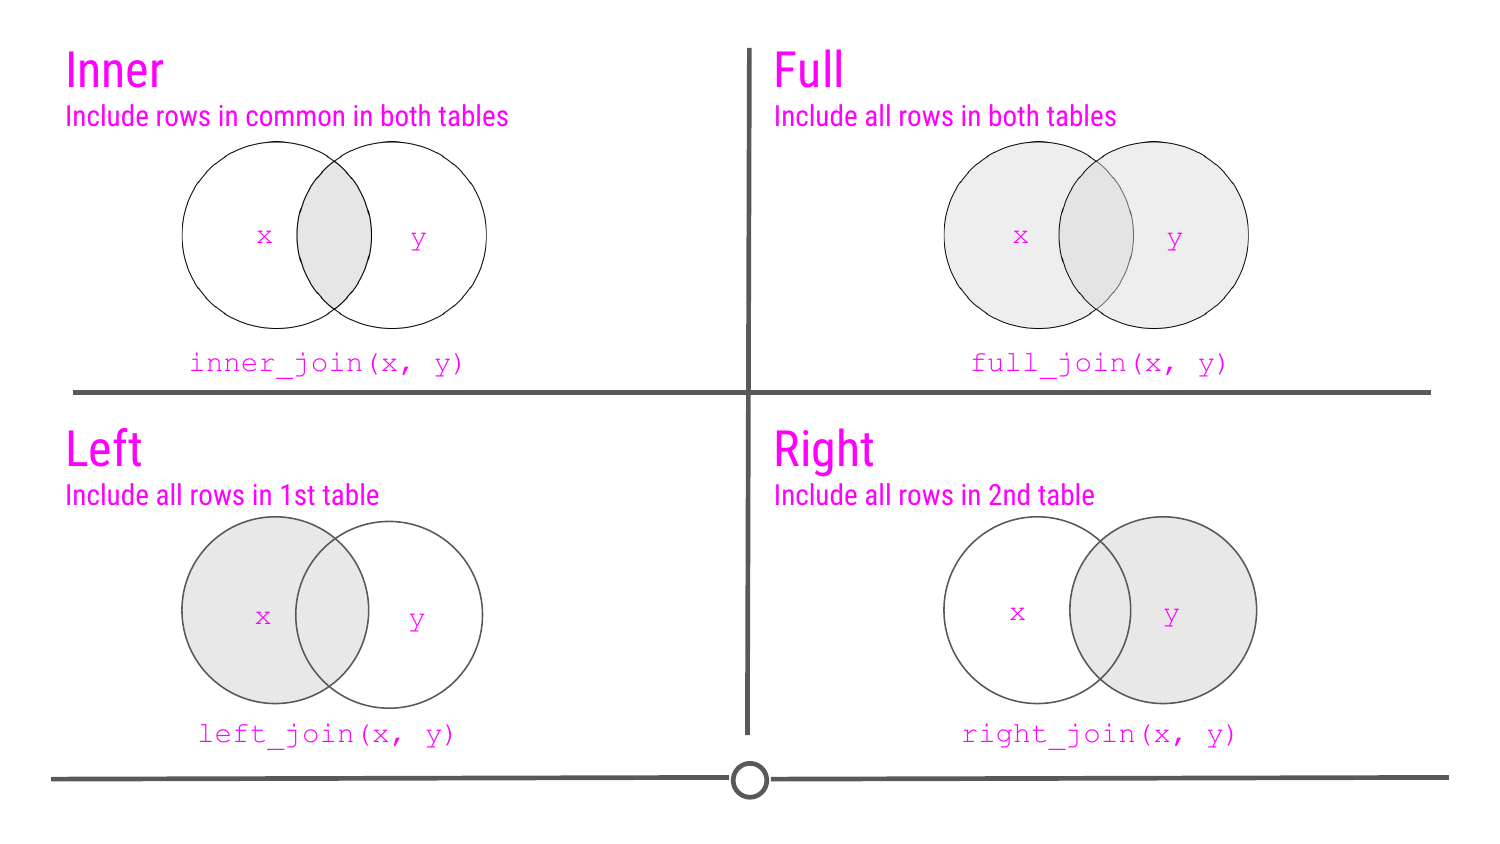 Inner
Include rows in common in both tables
x y
inner_join(x, y)
Full
Include all rows in both tables
x y
full_join(x, y)
Left
Include all rows in 1st table
x y
left_join(x, y)
Right
Include all rows in 2nd table
x y
right_join(x, y)